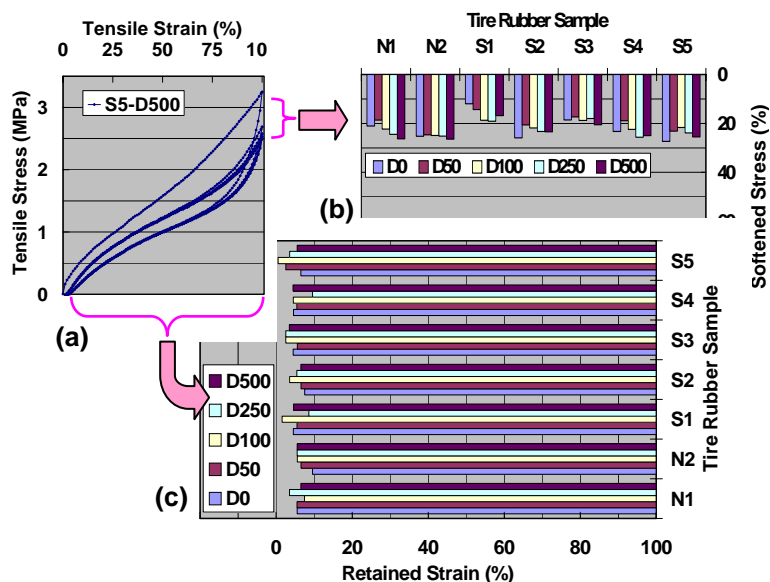 Tensile Strain (%)
0 25 50 75 10
S5-D500
Tensile Stress (MPa)
3
2
1
0
(a)
Tire Rubber Sample
N1 N2 S1 S2 S3 S4 S5
0
20
40
Softened Stress (%)
D0 D50 D100 D250 D500
(b)
S5
S4
S3
S2
S1
N2
N1
Tire Rubber Sample
D500
D250
D100
D50
D0
(c)
0 20 40 60 80 100
Retained Strain (%)